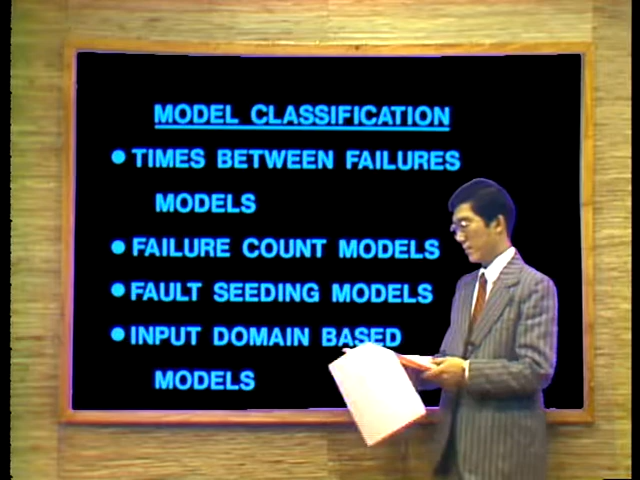 MODEL CLASSIFICATION
• TIMES BETWEEN FAILURES
MODELS
• FAILURE COUNT MODELS
• FAULT SEEDING MODELS
• INPUT DOMAIN BASED
MODELS